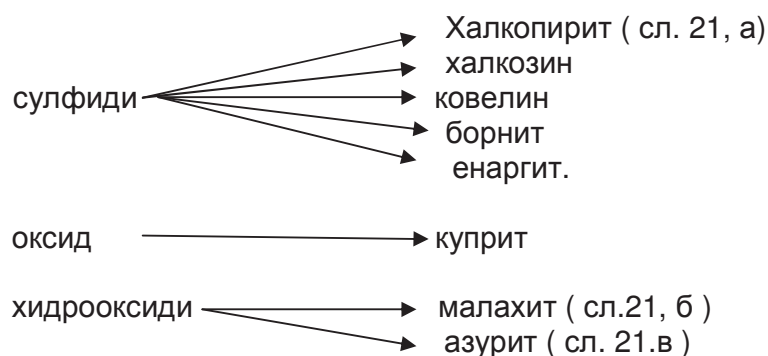 Халкопирит ( сл. 21, а)
халкозин
сулфиди
ковелин
борнит
енаргит.
оксид
куприт
хидрооксиди
малахит ( сл.21, б )
азурит ( сл. 21.в )